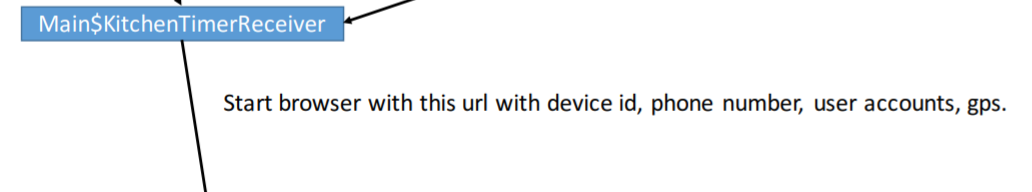 Main$KitchenTimerReceiver
Start browser with this url with device id, phone number, user accounts, gps.